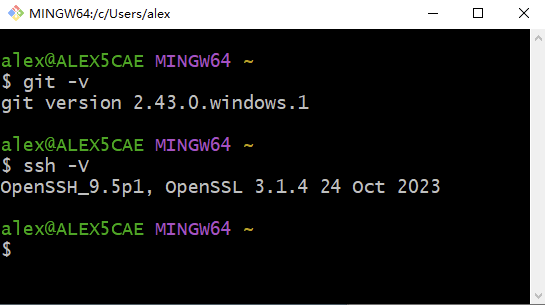 MINGW64:/c/Users/alex
alex@ALEX5CAE MINGW64 ~
$ git -v
git version 2.43.0.windows.1
alex@ALEX5CAE MINGW64 ~
$ ssh -V
OpenSSH_9.5p1, OpenSSL 3.1.4 24 Oct 2023
alex@ALEX5CAE MINGW64 ~
$